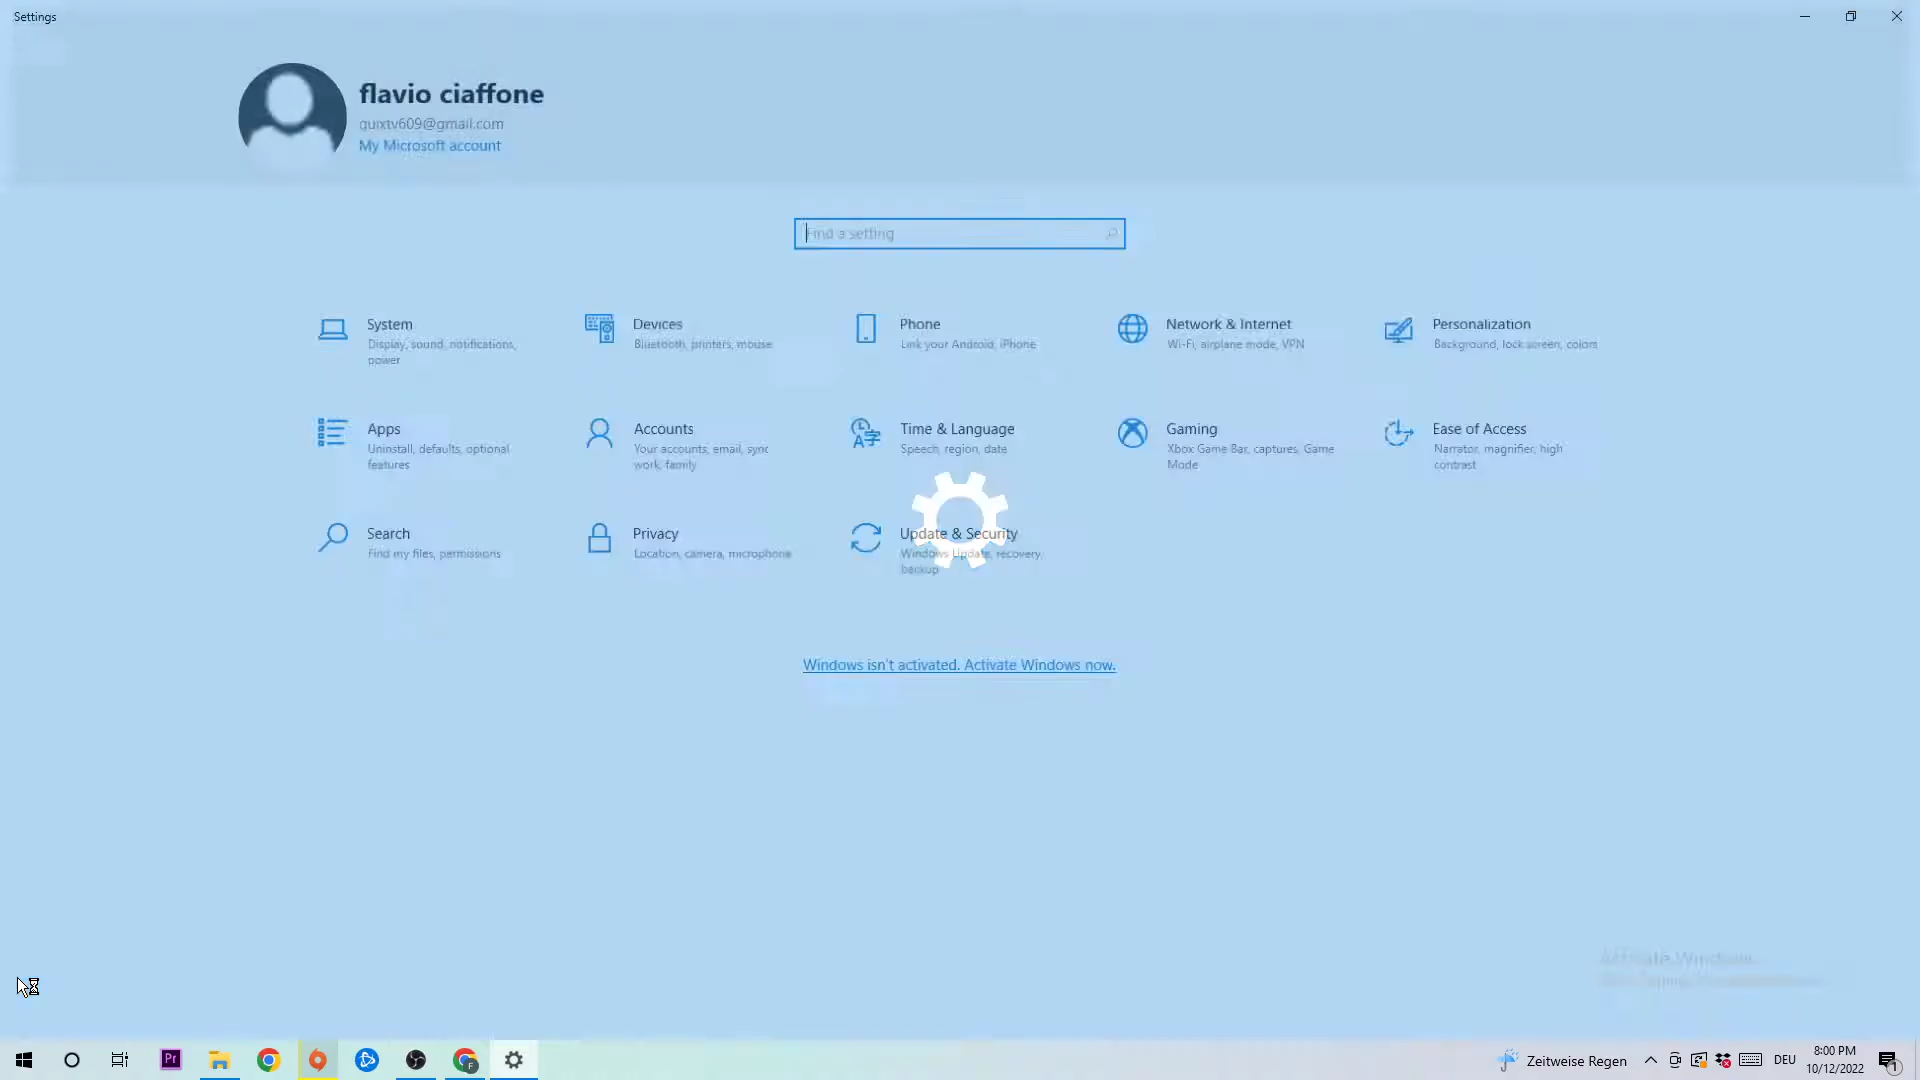 Settings
flavio ciaffone
quixtv609@gmail.com
My Microsoft account
Find a setting
System
Display, sound, notifications,
power
Devices
Bluetooth, printers, mouse
Phone
Link your Android, iPhone
Network & Internet
Wi-Fi, airplane mode, VPN
Personalization
Background, lock screen, colors
Apps
Uninstall, defaults, optional
features
Accounts
Your accounts, email, sync
work, family
Time & Language
Speech, region, date
Gaming
Xbox Game Bar, captures, Game
Mode
Ease of Access
Narrator, magnifier, high
contrast
Search
Find my files, permissions
Privacy
Location, camera, microphone
Update & Security
Windows Update, recovery,
backup
Windows isn't activated. Activate Windows now.
Activate Windows
Pr
F
Zeitweise Regen
DEU
8:00 PM
10/12/2022
1